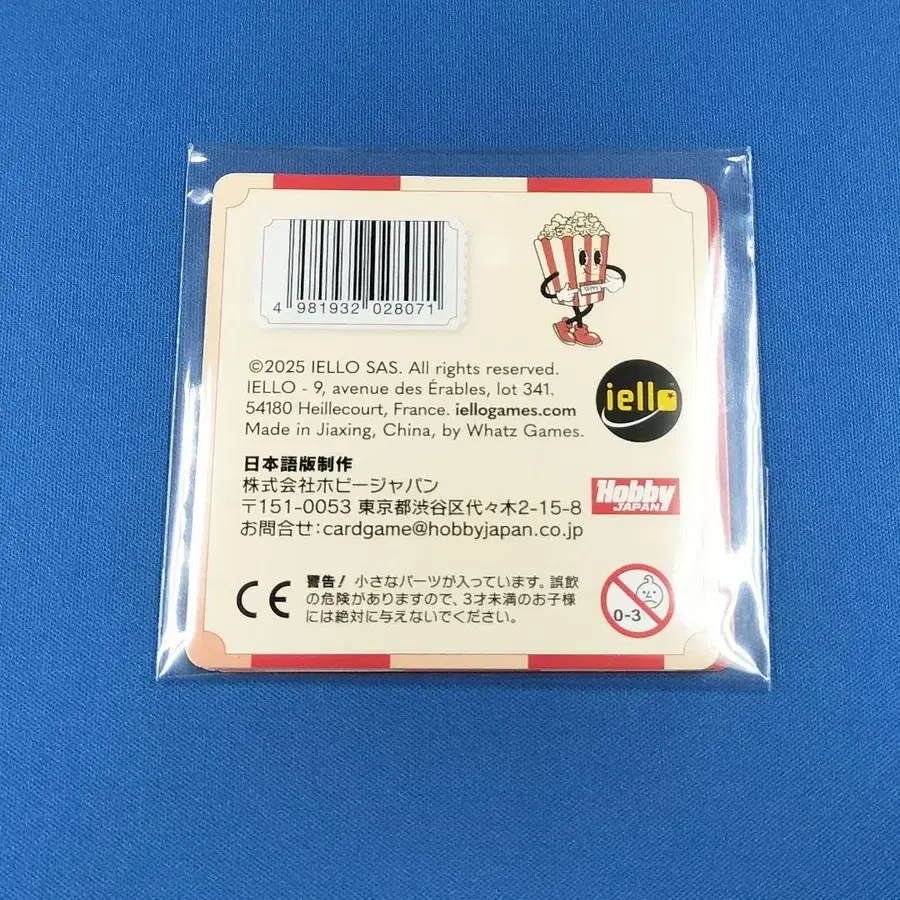 4 981932 028071
©2025 IELLO SAS. All rights reserved.
IELLO - 9, avenue des Érables, lot 341.
54180 Heillecourt, France. iellogames.com
Made in Jiaxing, China, by Whatz Games.
iello
日本語版制作
株式会社ホビージャパン
〒151-0053 東京都渋谷区代々木2-15-8
お問合せ:cardgame@hobbyjapan.co.jp
Hobby
JAPAN
CE
警告! 小さなパーツが入っています。誤飲
の危険がありますので、3才未満のお子様
には絶対に与えないでください。
0-3